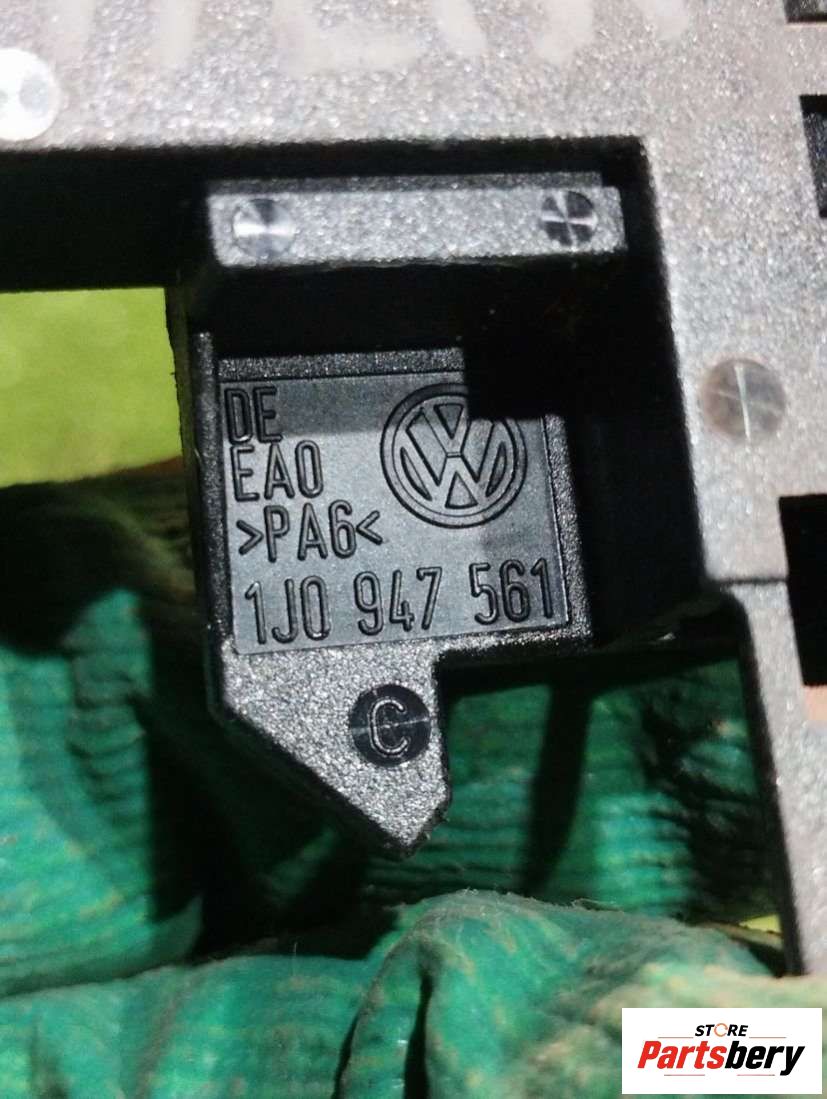 DE
EA0
>PA6<
1J0 947 561
C
STORE
Partsbery